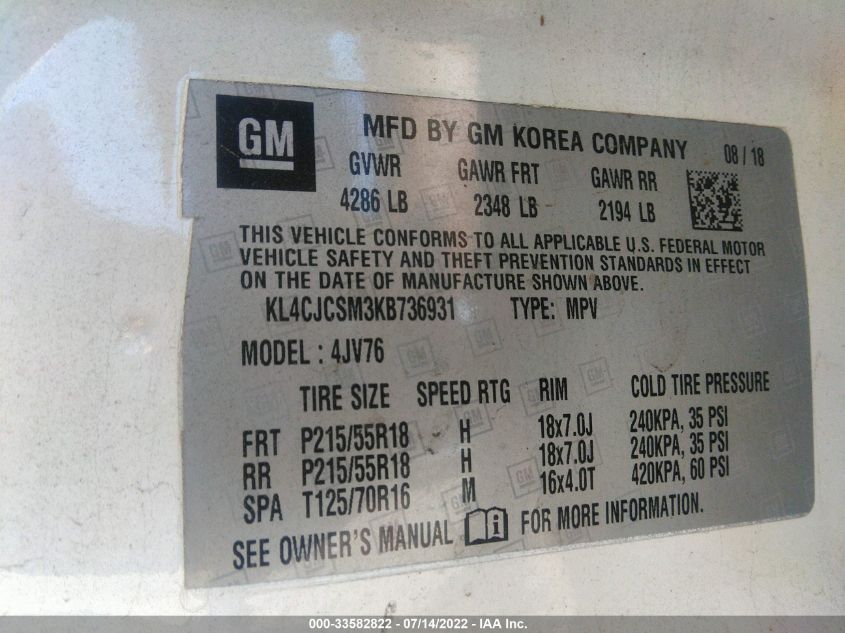 GM
MFD BY GM KOREA COMPANY 08 / 18
GVWR GAWR FRT GAWR RR
4286 LB 2348 LB 2194 LB
THIS VEHICLE CONFORMS TO ALL APPLICABLE U.S. FEDERAL MOTOR
VEHICLE SAFETY AND THEFT PREVENTION STANDARDS IN EFFECT
ON THE DATE OF MANUFACTURE SHOWN ABOVE.
KL4CJCSM3KB736931 TYPE: MPV
MODEL : 4JV76
TIRE SIZE SPEED RTG RIM COLD TIRE PRESSURE
FRT P215/55R18 H 18x7.0J 240KPA, 35 PSI
RR P215/55R18 H 18x7.0J 240KPA, 35 PSI
SPA T125/70R16 M 16x4.0T 420KPA, 60 PSI
SEE OWNER'S MANUAL i FOR MORE INFORMATION.
000-33582822 - 07/14/2022 - IAA Inc.